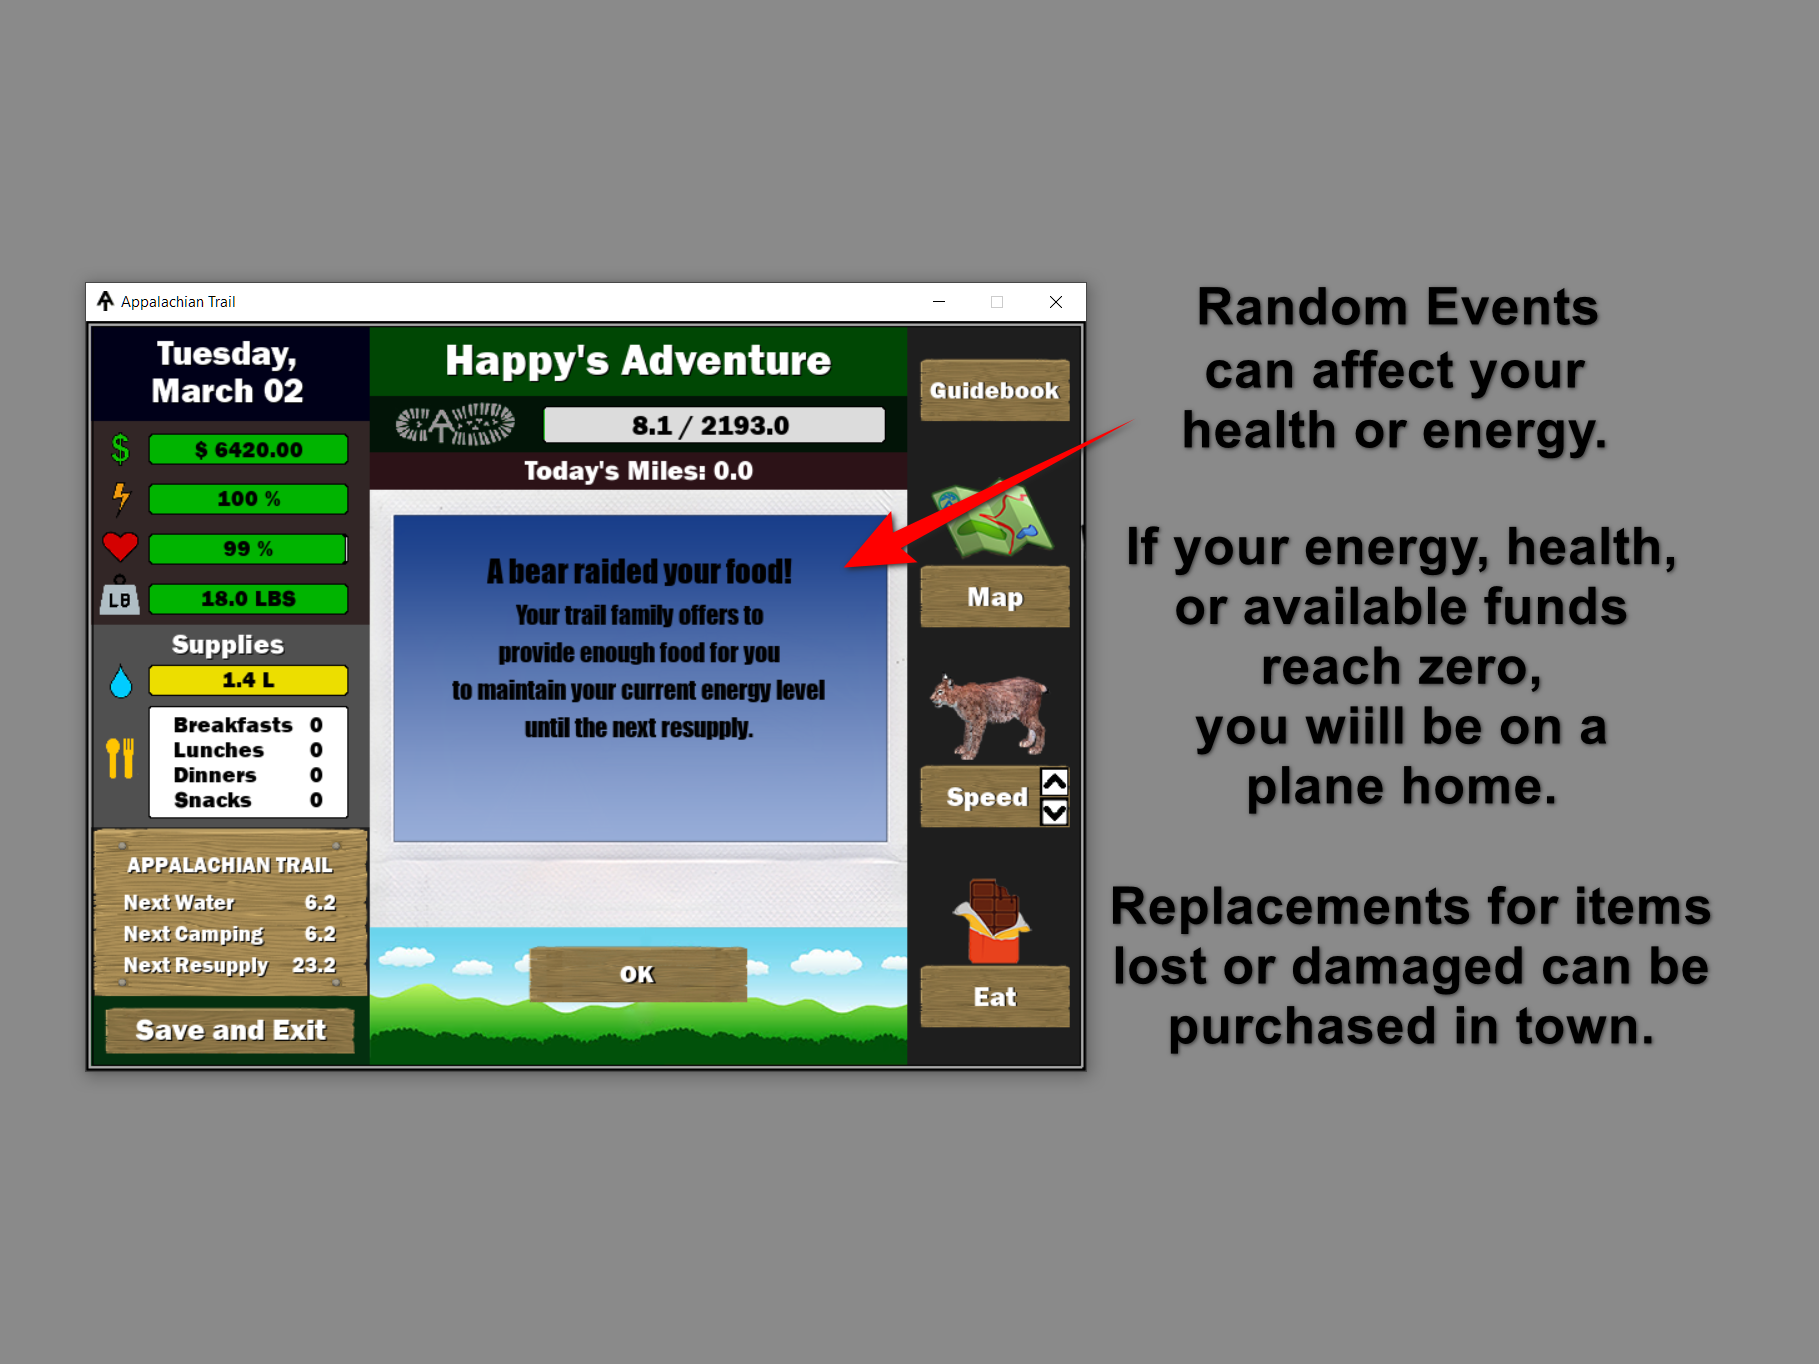 Appalachian Trail
Tuesday,
March 02
$ 6420.00
100 %
99 %
LB
18.0 LBS
Supplies
1.4 L
Breakfasts 0
Lunches 0
Dinners 0
Snacks 0
APPALACHIAN TRAIL
Next Water 6.2
Next Camping 6.2
Next Resupply 23.2
Save and Exit
Happy's Adventure
8.1 / 2193.0
Today's Miles: 0.0
A bear raided your food!
Your trail family offers to
provide enough food for you
to maintain your current energy level
until the next resupply.
OK
Guidebook
Map
Speed
Eat
Random Events
can affect your
health or energy.
If your energy, health,
or available funds
reach zero,
you wiill be on a
plane home.
Replacements for items
lost or damaged can be
purchased in town.